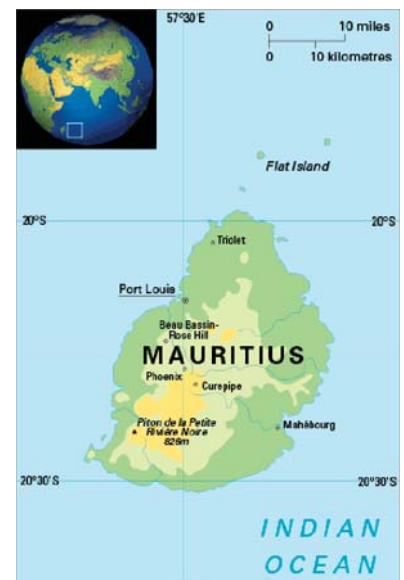 57°30'E
0 10 miles
0 10 kilometres
Flat Island
20°S
20°S
Triolet
Port Louis
Beau Bassin-
Rose Hill
MAURITIUS
Phoenix
Curepipe
Piton de la Petite
Rivière Noire
828m
Mahébourg
20°30'S
20°30'S
INDIAN
OCEAN